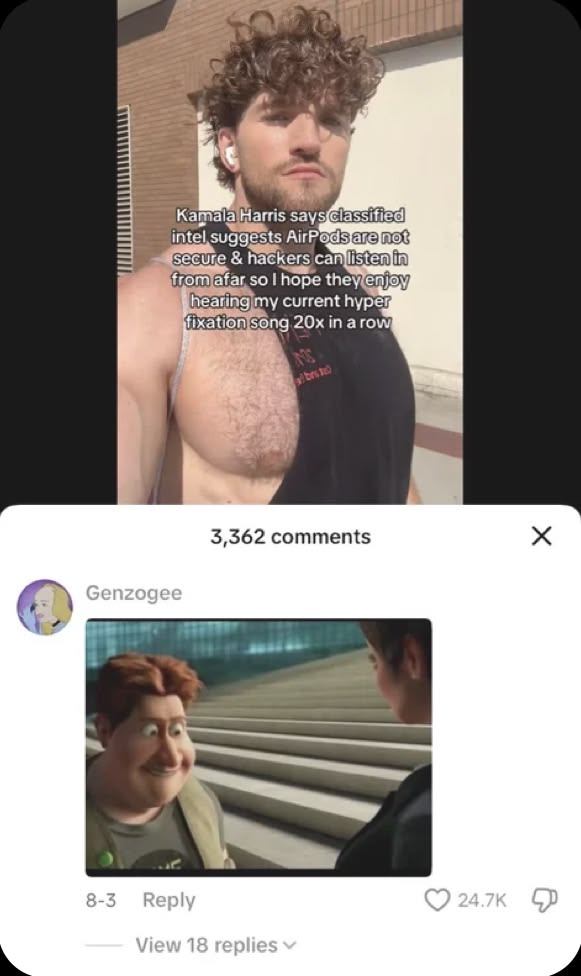 Kamala Harris says classified
intel suggests AirPods are not
secure & hackers can listen in
from afar so I hope they enjoy
hearing my current hyper
fixation song 20x in a row
3,362 comments
Genzogee
8-3 Reply 24.7K
View 18 replies